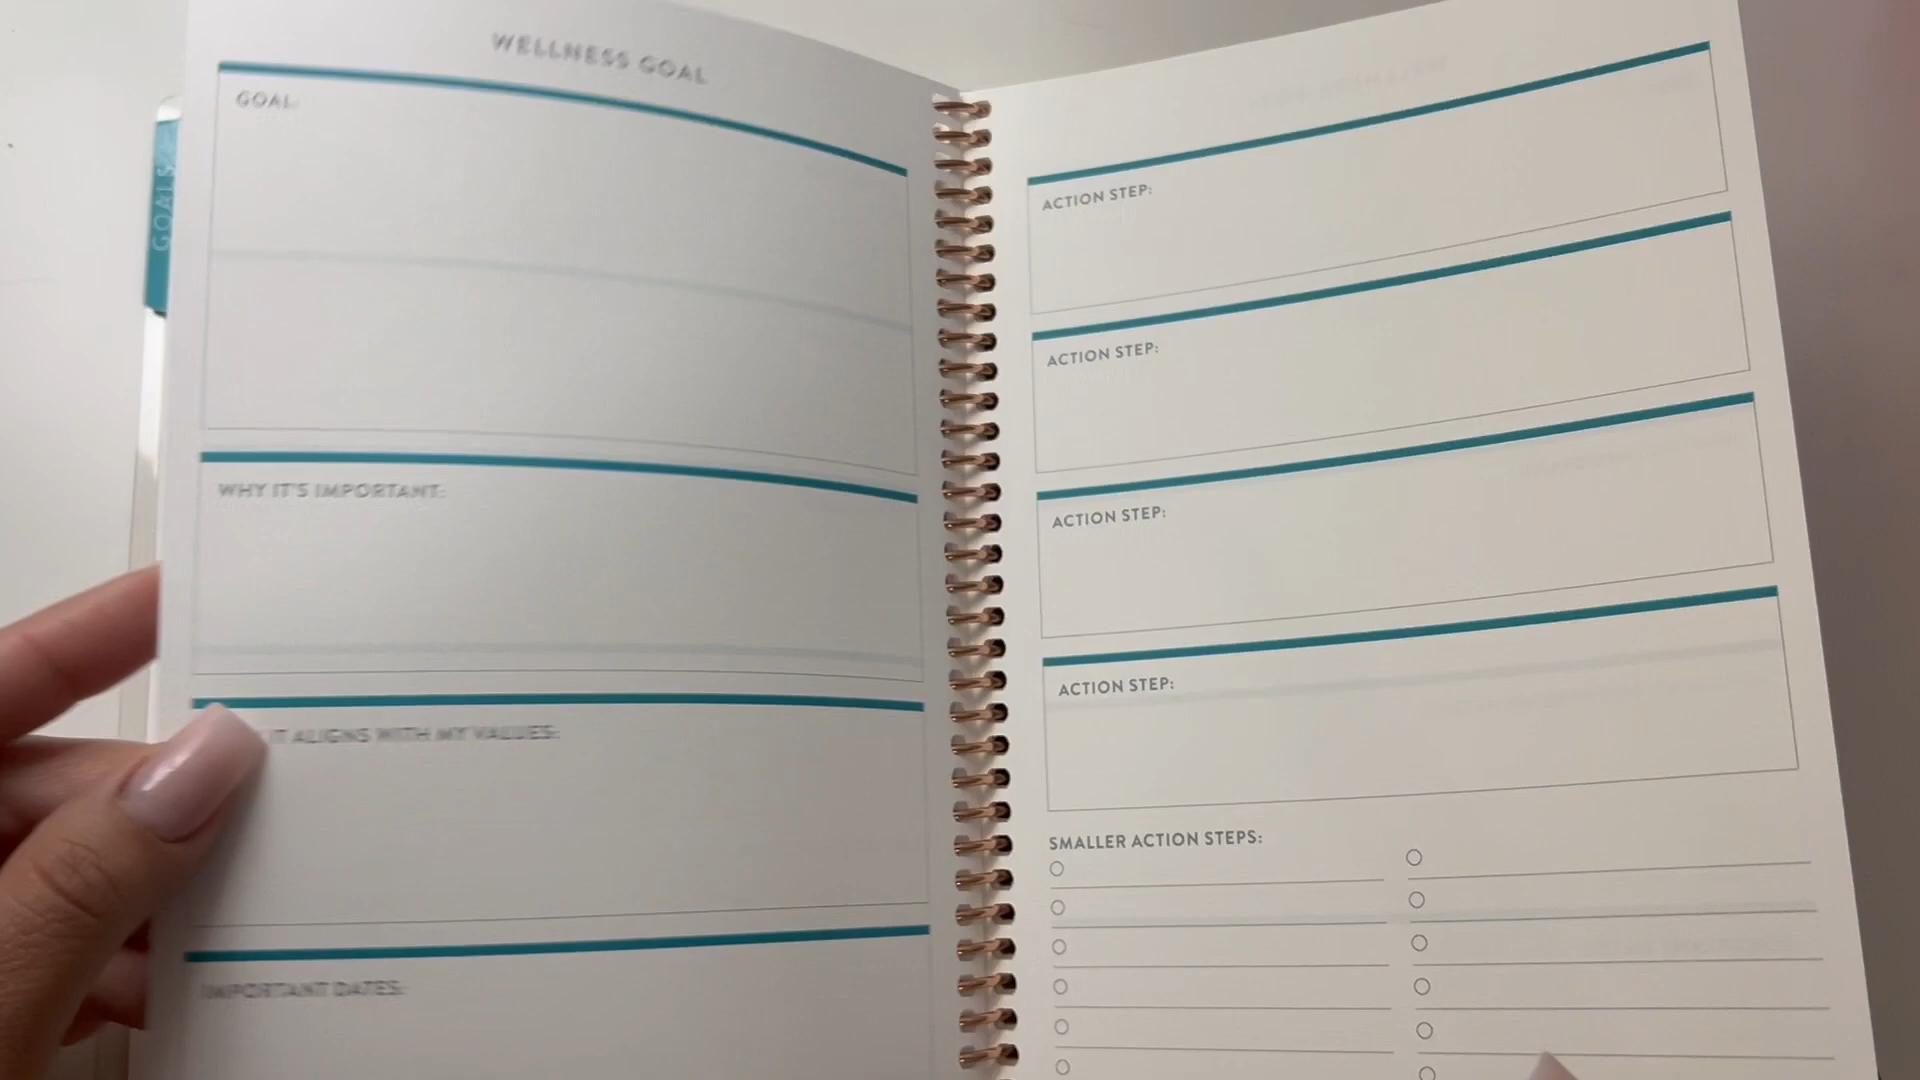 WELLNESS GOAL
GOAL:
GOALS
WHY IT'S IMPORTANT:
IT ALIGNS WITH MY VALUES:
IMPORTANT DATES:
ACTION STEP:
ACTION STEP:
ACTION STEP:
ACTION STEP:
SMALLER ACTION STEPS: